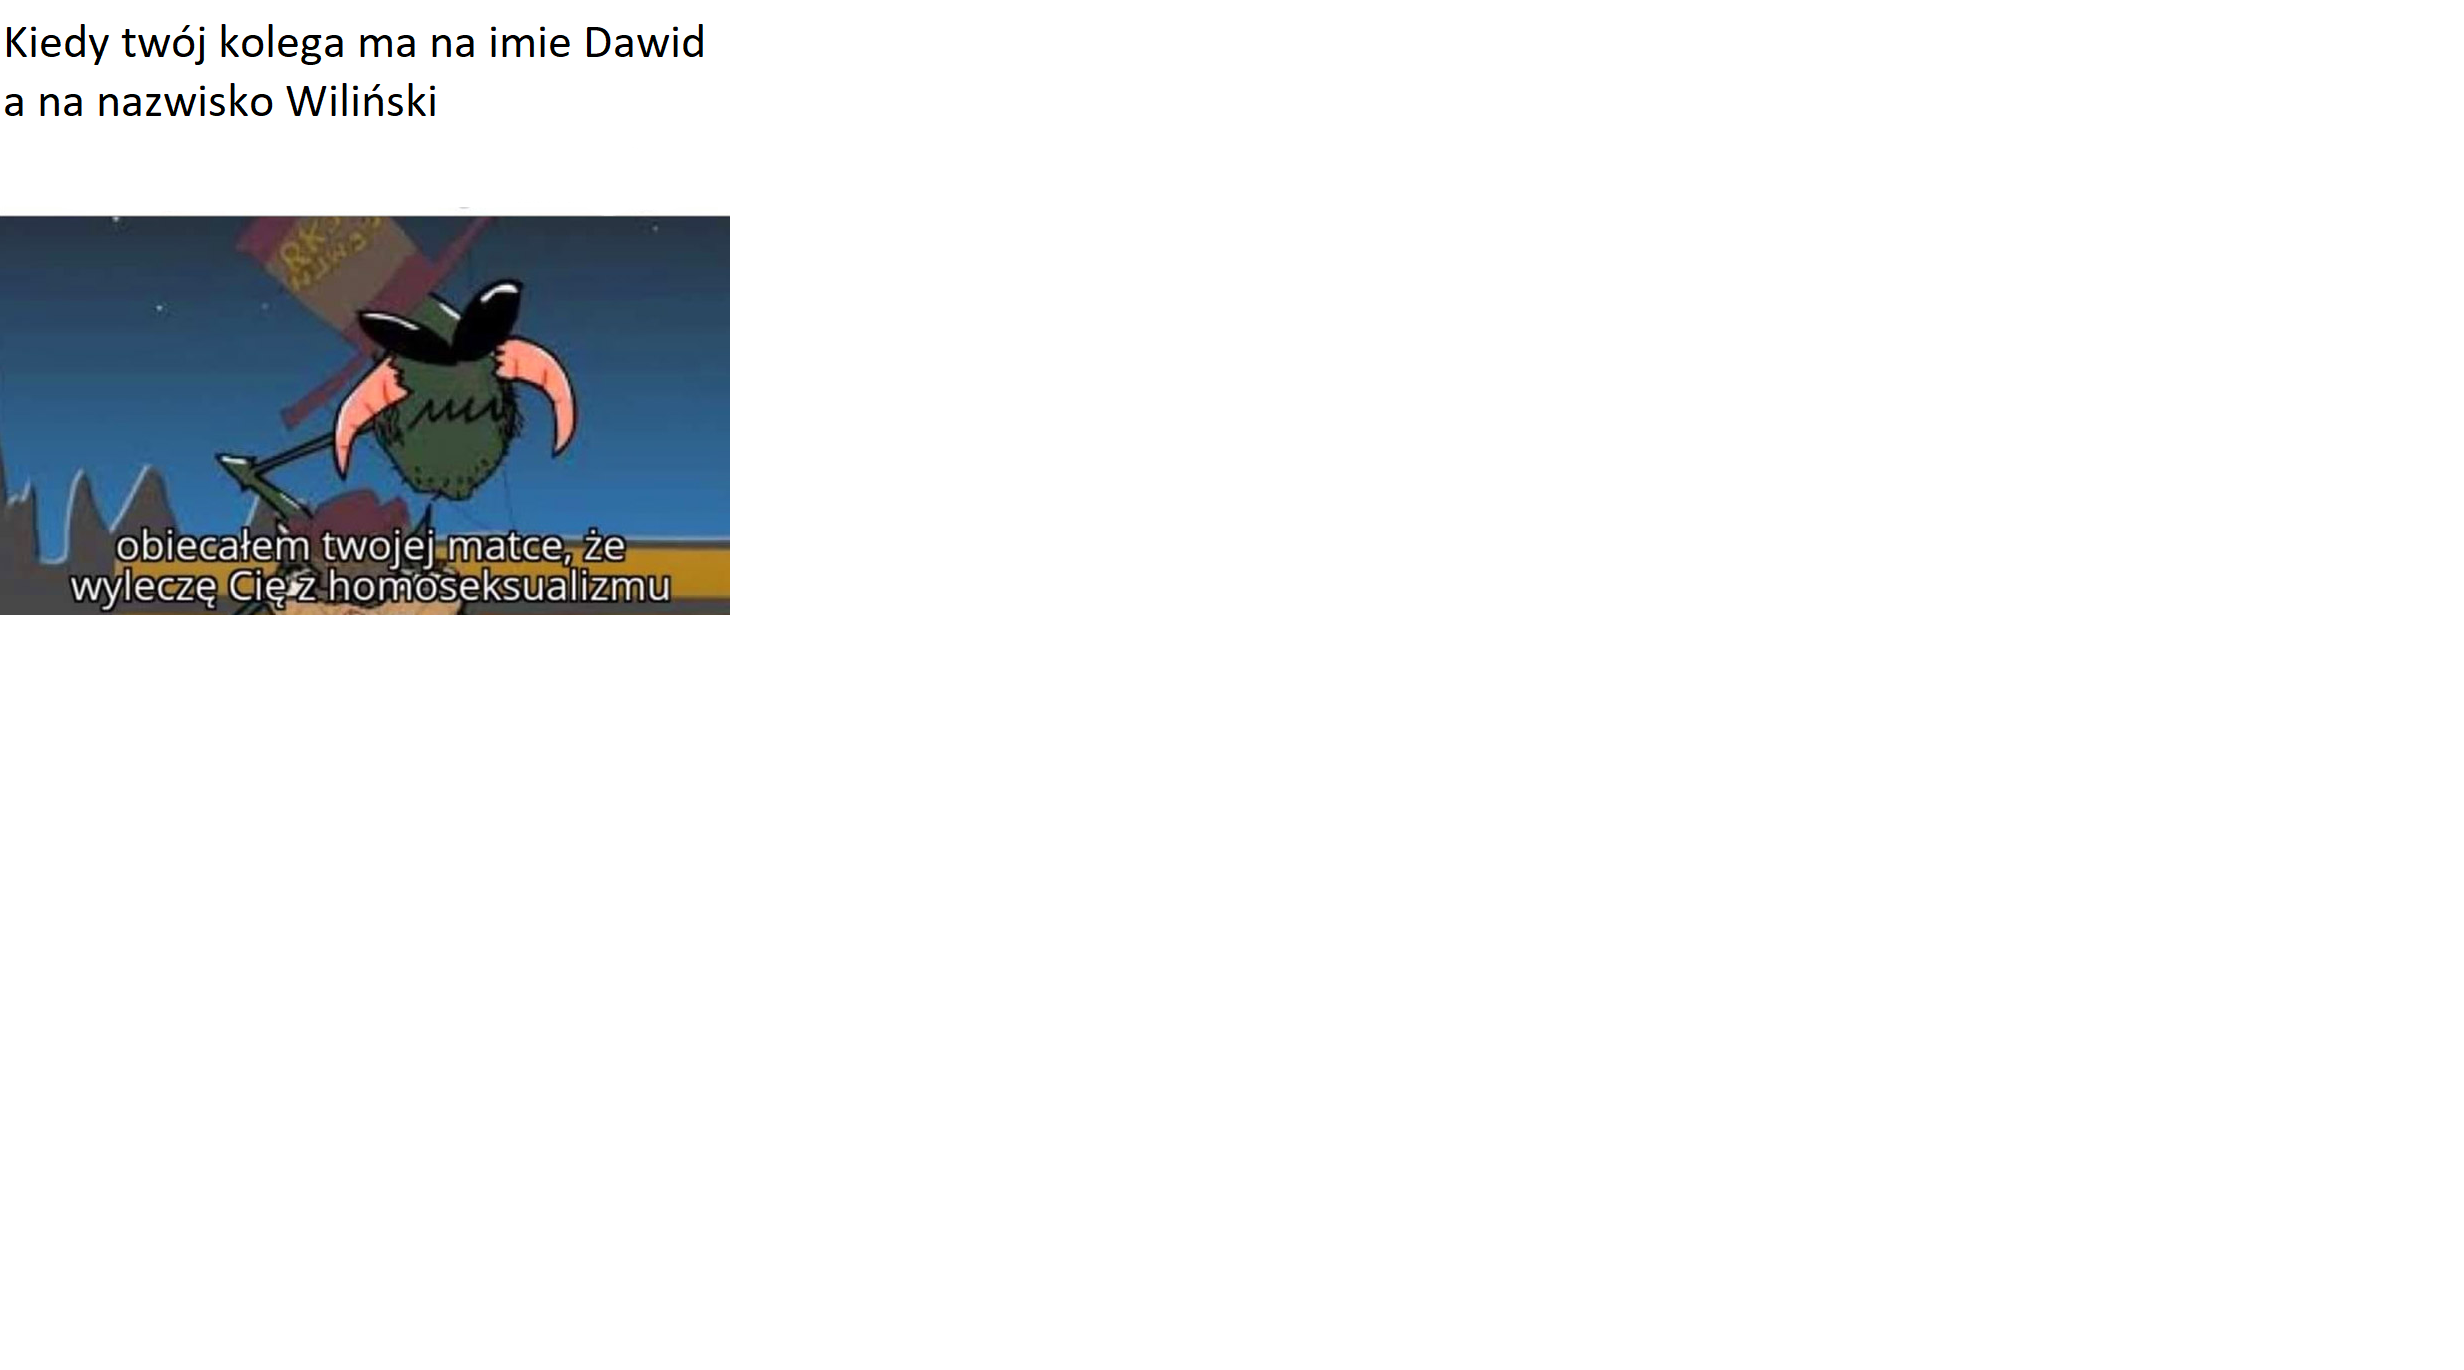 Kiedy twój kolega ma na imie Dawid
a na nazwisko Wiliński
obiecałem twojej matce, że
wyleczę Cię z homoseksualizmu